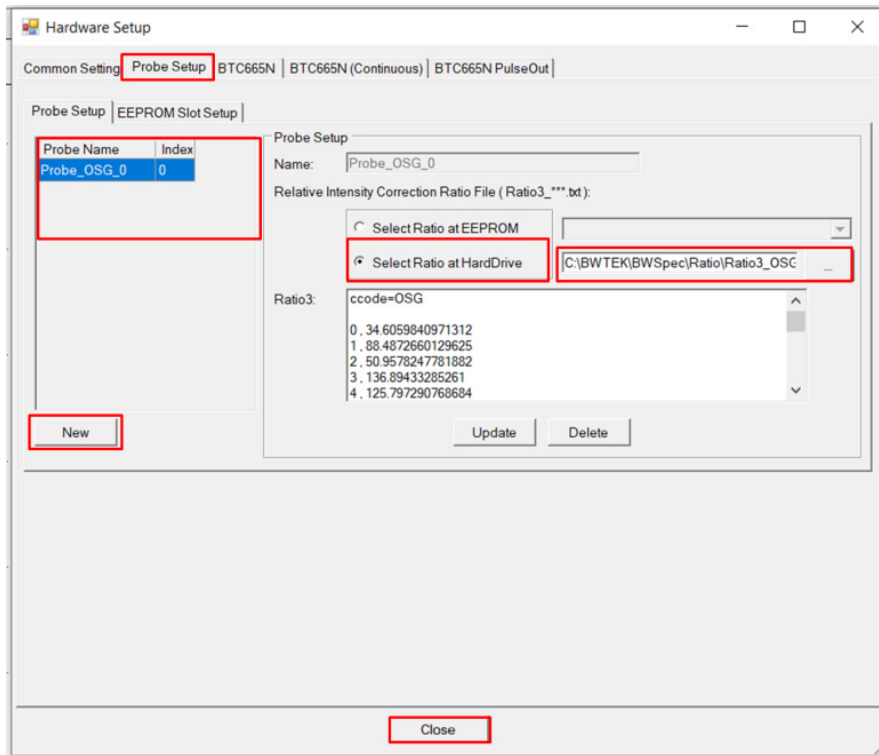 Hardware Setup
Common Setting Probe Setup BTC665N BTC665N (Continuous) BTC665N PulseOut
Probe Setup EEPROM Slot Setup
Probe Name Index
Probe_OSG_0 0
Probe Setup
Name: Probe_OSG_0
Relative Intensity Correction Ratio File ( Ratio3_***.txt ):
Select Ratio at EEPROM
Select Ratio at HardDrive C:\BWTEK\BWSpec\Ratio\Ratio3_OSG ...
Ratio3: ccode=OSG
0 , 34.6059840971312
1 , 88.4872660129625
2 , 50.9578247781882
3 , 136.89433285261
4 , 125.797290768684
New
Update Delete
Close